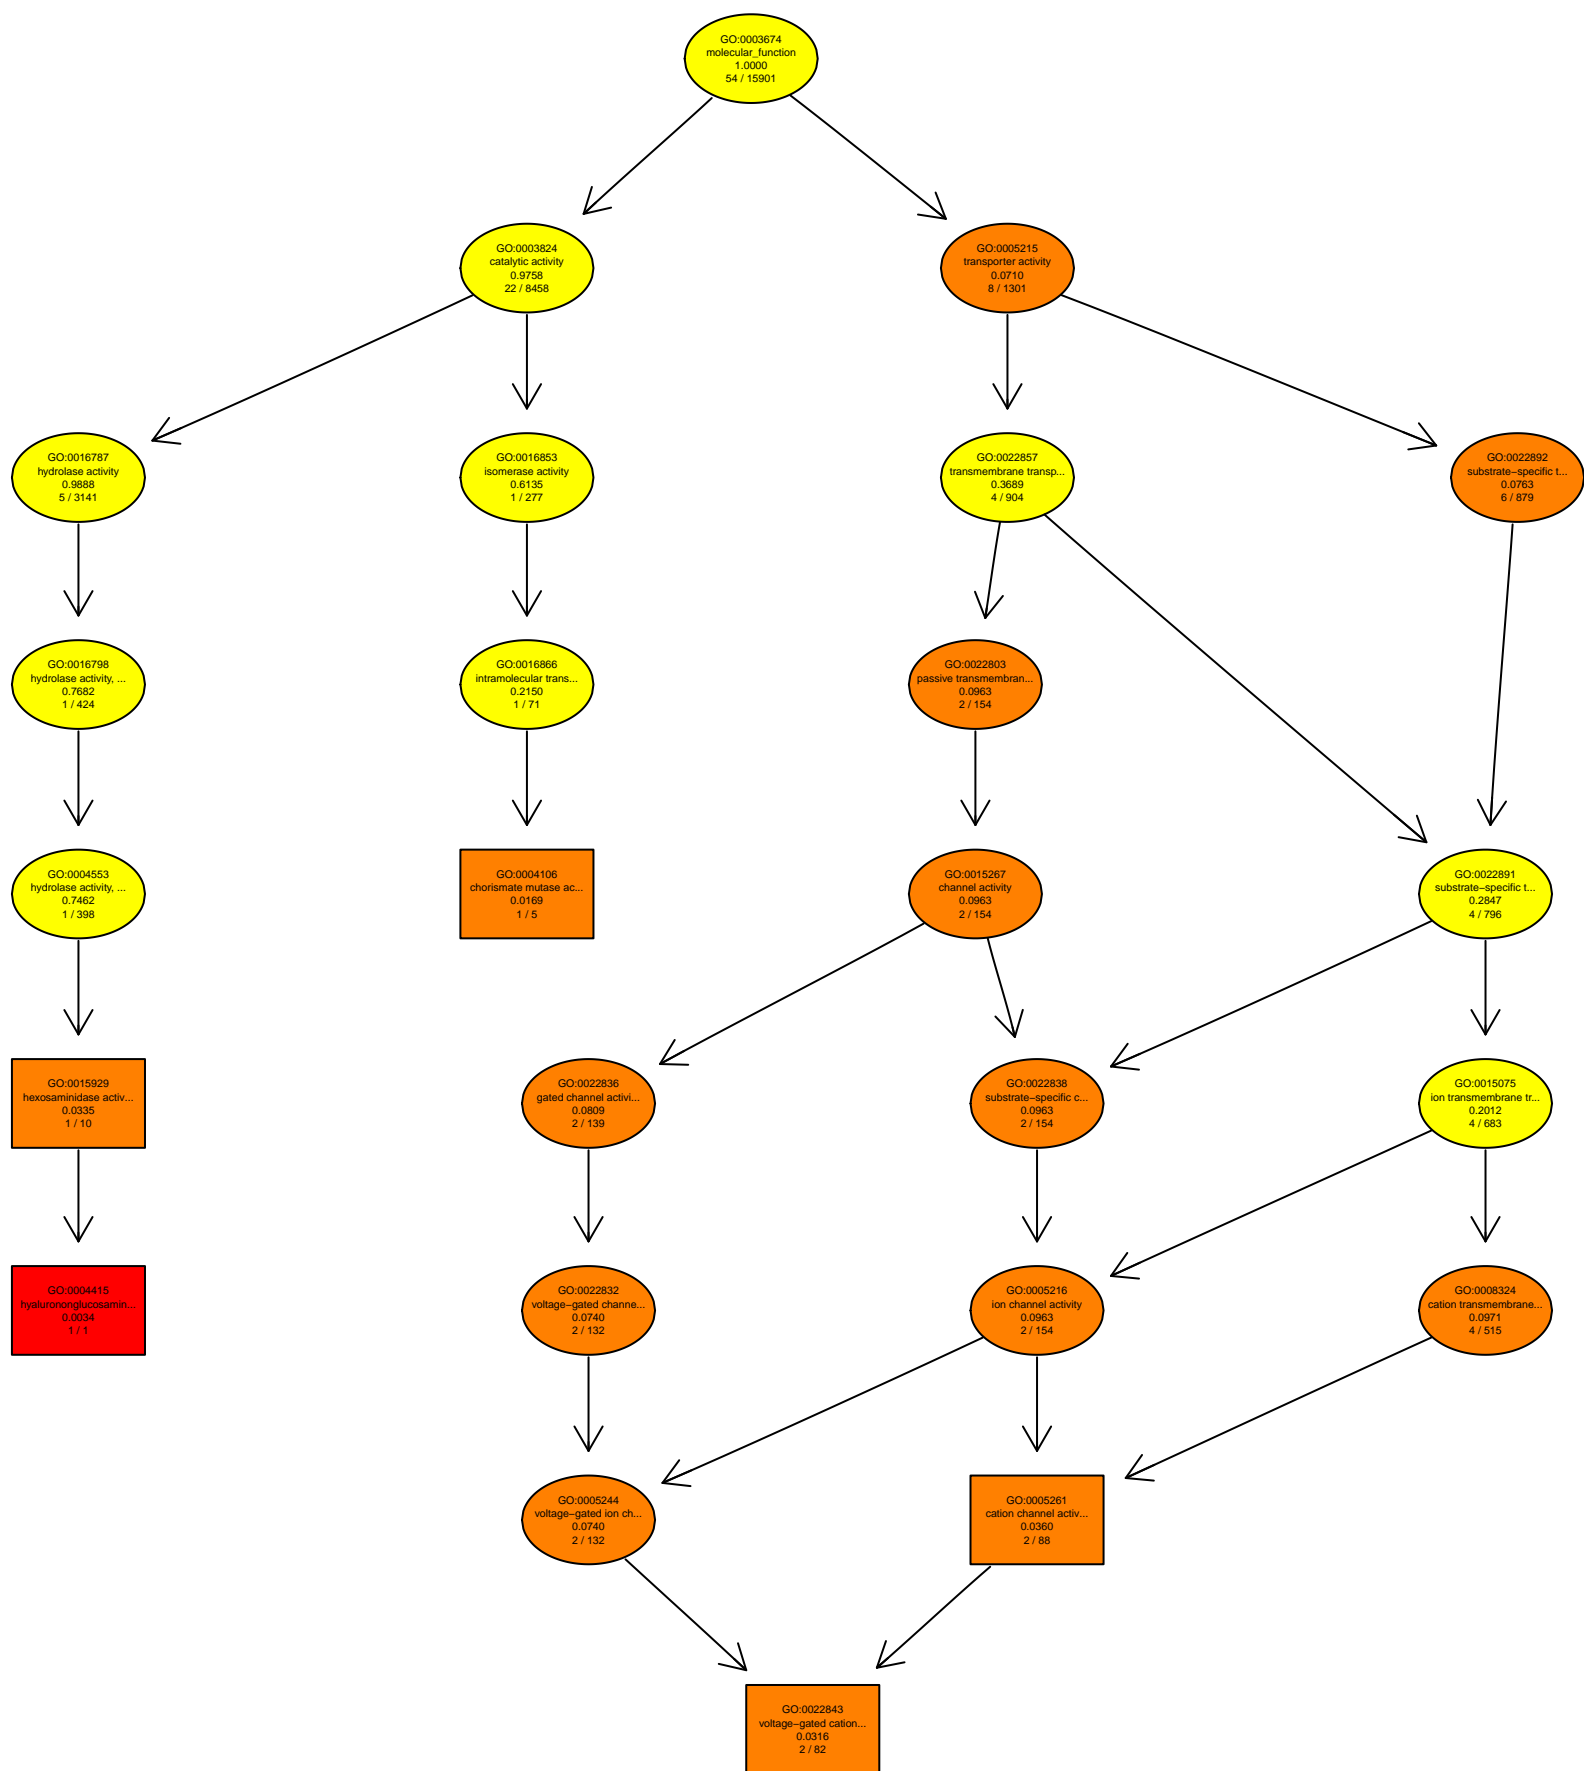 GO:0003674
molecular_function
1.0000
54 / 15901
GO:0003824
catalytic activity
0.9758
22 / 8458
GO:0005215
transporter activity
0.0710
8 / 1301
GO:0016787
hydrolase activity
0.9888
5 / 3141
GO:0016853
isomerase activity
0.6135
1 / 277
GO:0022857
transmembrane transp...
0.3689
4 / 904
GO:0022892
substrate−specific t...
0.0763
6 / 879
GO:0016798
hydrolase activity, ...
0.7682
1 / 424
GO:0016866
intramolecular trans...
0.2150
1 / 71
GO:0022803
passive transmembran...
0.0963
2 / 154
GO:0004553
hydrolase activity, ...
0.7462
1 / 398
GO:0004106
chorismate mutase ac...
0.0169
1 / 5
GO:0015267
channel activity
0.0963
2 / 154
GO:0022891
substrate−specific t...
0.2847
4 / 796
GO:0015929
hexosaminidase activ...
0.0335
1 / 10
GO:0022836
gated channel activi...
0.0809
2 / 139
GO:0022838
substrate−specific c...
0.0963
2 / 154
GO:0015075
ion transmembrane tr...
0.2012
4 / 683
GO:0004415
hyalurononglucosamin...
0.0034
1 / 1
GO:0022832
voltage−gated channe...
0.0740
2 / 132
GO:0005216
ion channel activity
0.0963
2 / 154
GO:0008324
cation transmembrane...
0.0971
4 / 515
GO:0005244
voltage−gated ion ch...
0.0740
2 / 132
GO:0005261
cation channel activ...
0.0360
2 / 88
GO:0022843
voltage−gated cation...
0.0316
2 / 82